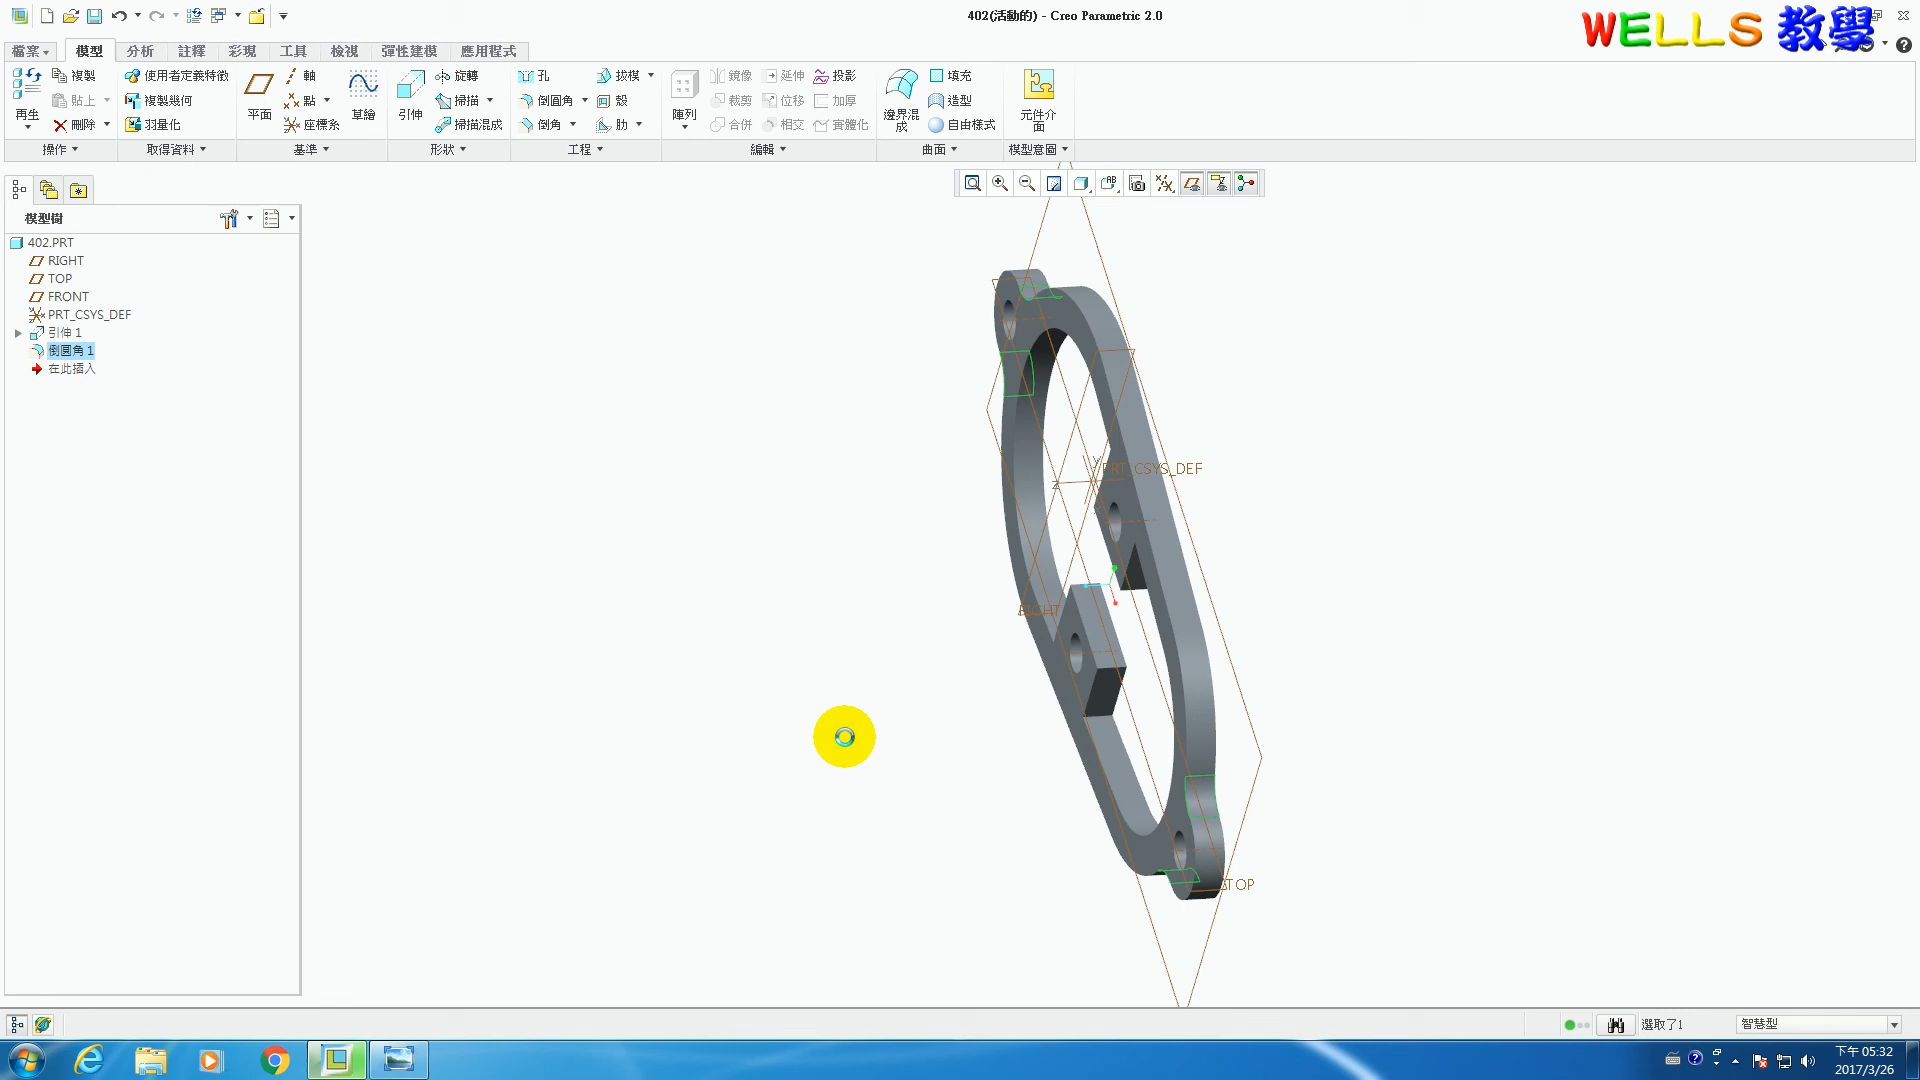 402(活動的) - Creo Parametric 2.0
WELLS 教學
檔案 模型 分析 註釋 彩現 工具 檢視 彈性建模 應用程式
再生 複製 貼上 刪除
使用者定義特徵 複製幾何 羽量化
平面 軸 點 座標系 草繪
引伸 旋轉 掃描 掃描混成
孔 倒圓角 倒角 拔模 殼 肋
陣列 鏡像 延伸 投影 裁剪 位移 加厚 合併 相交 實體化
邊界混成 填充 造型 自由樣式
元件介面
操作 取得資料 基準 形狀 工程 編輯 曲面 模型意圖
模型樹
402.PRT
RIGHT
TOP
FRONT
PRT_CSYS_DEF
引伸 1
倒圓角 1
在此插入
Y
PRT_CSYS_DEF
Z
RIGHT
TOP
選取了1
智慧型
下午 05:32
2017/3/26